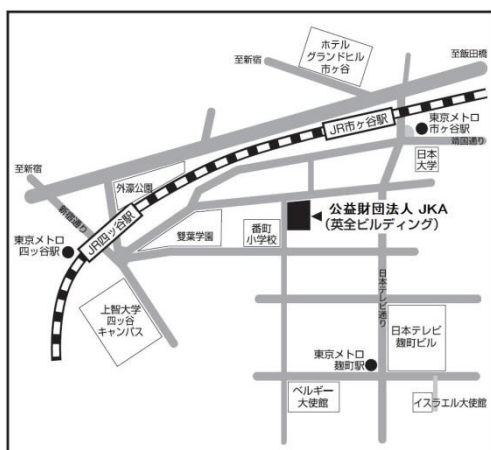 ホテル
グランドヒル
市ヶ谷
至飯田橋
至新宿
JR市ヶ谷駅
東京メトロ
市ヶ谷駅
靖国通り
日本
大学
至新宿
外濠公園
新宿通り
JR四ッ谷駅
東京メトロ
四ッ谷駅
雙葉学園
番町
小学校
公益財団法人 JKA
(英全ビルディング)
上智大学
四ッ谷
キャンパス
日本テレビ通り
日本テレビ
麹町ビル
東京メトロ
麹町駅
ベルギー
大使館
イスラエル大使館